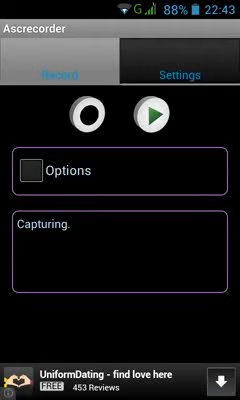 G 88% 22:43
Ascrecorder
Record Settings
Options
Capturing.
UniformDating - find love here
FREE 453 Reviews